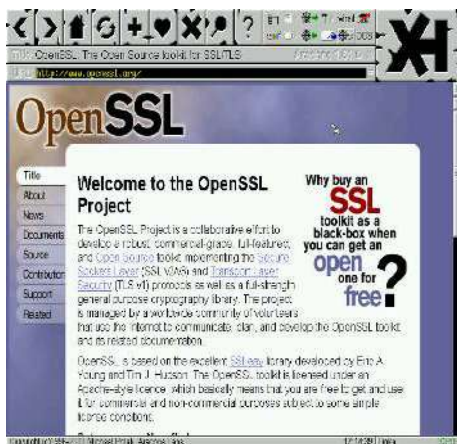 OpenSSL: The Open Source toolkit for SSL/TLS
http://www.openssl.org/
OpenSSL
Title
About
News
Documents
Source
Contribution
Support
Related
Welcome to the OpenSSL
Project
The OpenSSL Project is a collaborative effort to
develop a robust, commercial-grade, full-featured,
and Open Source toolkit implementing the Secure
Sockets Layer (SSL v2/v3) and Transport Layer
Security (TLS v1) protocols as well as a full-strength
general purpose cryptography library. The project
is managed by a worldwide community of volunteers
that use the Internet to communicate, plan, and develop the OpenSSL toolkit
and its related documentation.
OpenSSL is based on the excellent SSLeay library developed by Eric A.
Young and Tim J. Hudson. The OpenSSL toolkit is licensed under an
Apache-style licence, which basically means that you are free to get and use
it for commercial and non-commercial purposes subject to some simple
license conditions.
Why buy an
SSL
toolkit as a
black-box when
you can get an
open
one for
free?